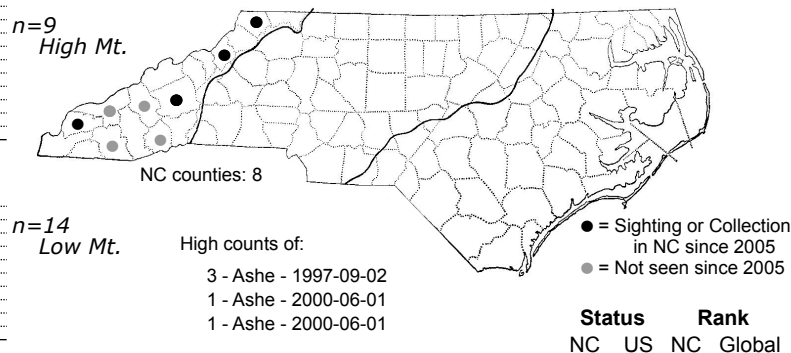 n=9
High Mt.
NC counties: 8
n=14
Low Mt.
High counts of:
3 - Ashe - 1997-09-02
1 - Ashe - 2000-06-01
1 - Ashe - 2000-06-01
● = Sighting or Collection
in NC since 2005
● = Not seen since 2005
Status Rank
NC US NC Global